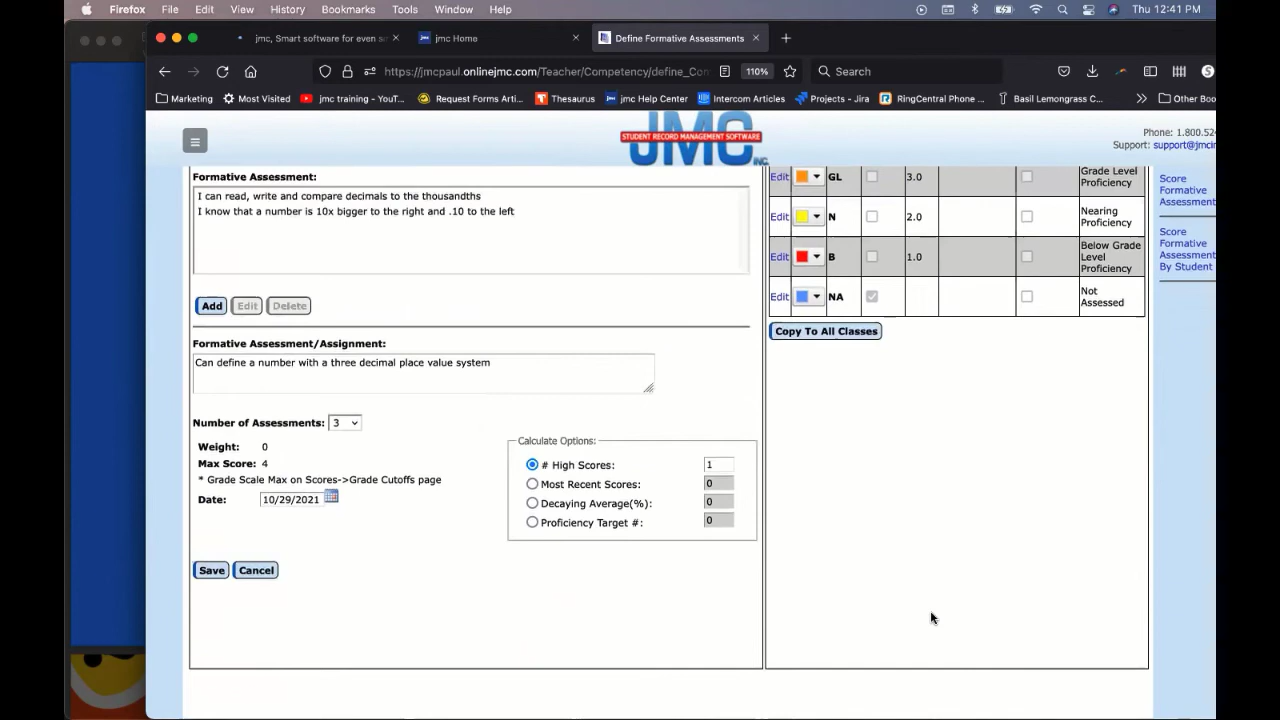 Firefox File Edit View History Bookmarks Tools Window Help Thu 12:41 PM
jmc, Smart software for even s
jmc Home
Define Formative Assessments
https://jmcpaul.onlinejmc.com/Teacher/Competency/define_Cor
110%
Search
Marketing
Most Visited
jmc training - YouT...
Request Forms Arti...
Thesaurus
jmc Help Center
Intercom Articles
Projects - Jira
RingCentral Phone ...
Basil Lemongrass C...
Other Boo
JMC INC.
STUDENT RECORD MANAGEMENT SOFTWARE
Phone: 1.800.52
Support: support@jmcin
Formative Assessment:
I can read, write and compare decimals to the thousandths
I know that a number is 10x bigger to the right and .10 to the left
Add Edit Delete
Formative Assessment/Assignment:
Can define a number with a three decimal place value system
Number of Assessments: 3
Weight: 0
Max Score: 4
* Grade Scale Max on Scores->Grade Cutoffs page
Date: 10/29/2021
Calculate Options:
# High Scores: 1
Most Recent Scores: 0
Decaying Average(%): 0
Proficiency Target #: 0
Save Cancel
Edit GL 3.0 Grade Level Proficiency
Edit N 2.0 Nearing Proficiency
Edit B 1.0 Below Grade Level Proficiency
Edit NA Not Assessed
Copy To All Classes
Score
Formative
Assessment
Score
Formative
Assessment
By Student